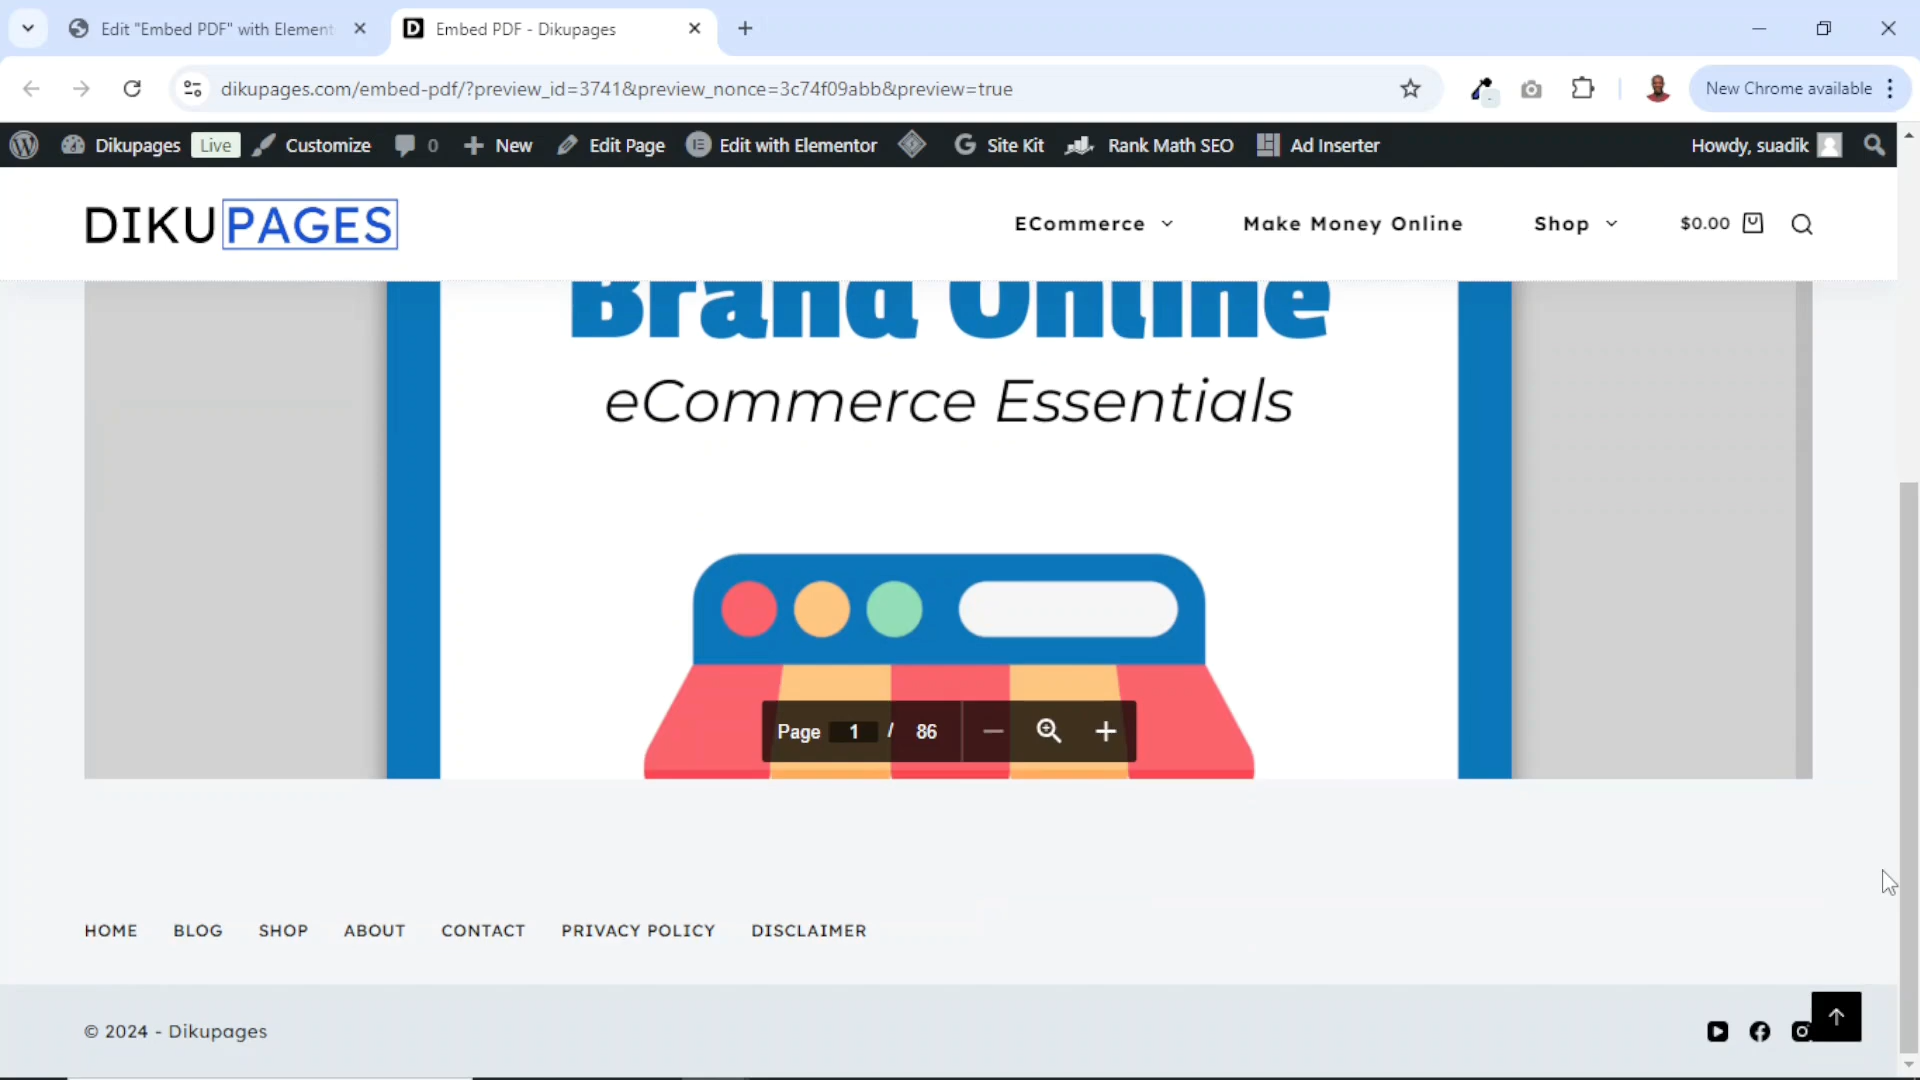 Edit "Embed PDF" with Element
Embed PDF - Dikupages
dikupages.com/embed-pdf/?preview_id=3741&preview_nonce=3c74f09abb&preview=true
New Chrome available
Dikupages Live Customize 0 New Edit Page Edit with Elementor Site Kit Rank Math SEO Ad Inserter Howdy, suadik
DIKUPAGES
ECommerce Make Money Online Shop $0.00
Brand Online
eCommerce Essentials
Page 1 / 86
HOME BLOG SHOP ABOUT CONTACT PRIVACY POLICY DISCLAIMER
© 2024 - Dikupages